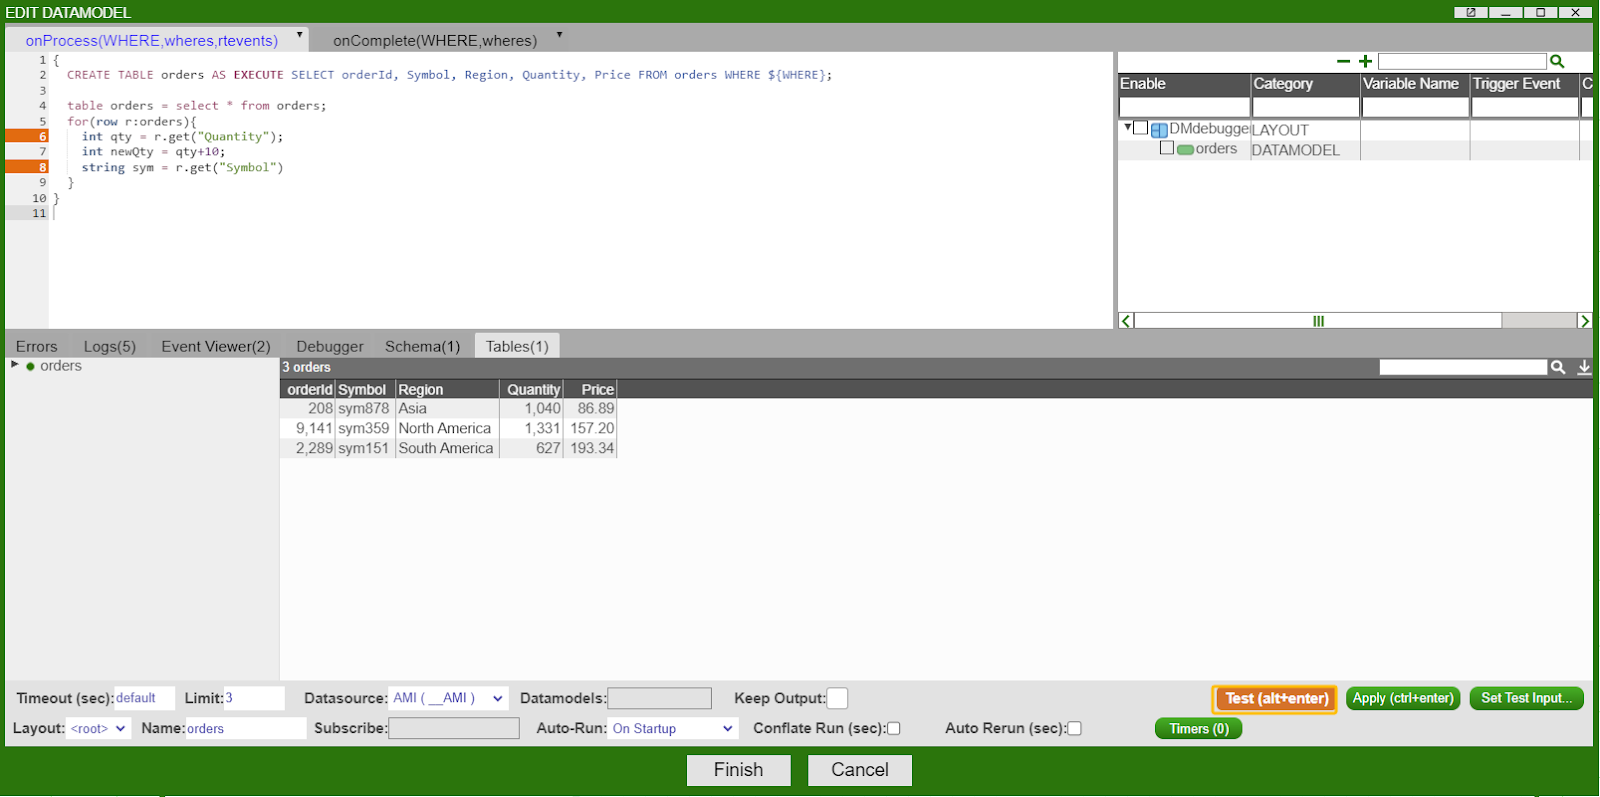 EDIT DATAMODEL
onProcess(WHERE,wheres,rtevents) onComplete(WHERE,wheres)
1 {
2 CREATE TABLE orders AS EXECUTE SELECT orderId, Symbol, Region, Quantity, Price FROM orders WHERE ${WHERE};
3
4 table orders = select * from orders;
5 for(row r:orders){
6 int qty = r.get("Quantity");
7 int newQty = qty+10;
8 string sym = r.get("Symbol")
9 }
10 }
11
Enable Category Variable Name Trigger Event C
DMdebugge LAYOUT
orders DATAMODEL
Errors Logs(5) Event Viewer(2) Debugger Schema(1) Tables(1)
orders
3 orders
orderId Symbol Region Quantity Price
208 sym878 Asia 1,040 86.89
9,141 sym359 North America 1,331 157.20
2,289 sym151 South America 627 193.34
Timeout (sec): default Limit: 3 Datasource: AMI ( __AMI ) Datamodels: Keep Output: Test (alt+enter) Apply (ctrl+enter) Set Test Input...
Layout: <root> Name: orders Subscribe: Auto-Run: On Startup Conflate Run (sec): Auto Rerun (sec): Timers (0)
Finish Cancel